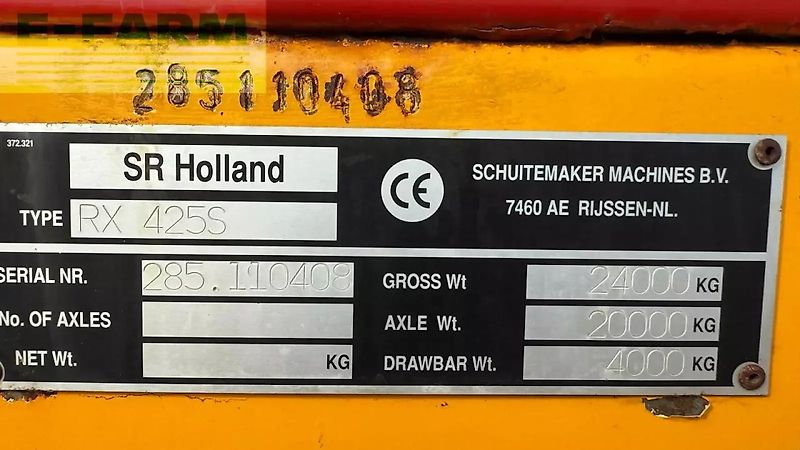 E-FARM
285110408
372.321
SR Holland
CE
SCHUITEMAKER MACHINES B.V.
7460 AE RIJSSEN-NL.
TYPE RX 425S
SERIAL NR. 285.110408
GROSS Wt 24000 KG
No. OF AXLES
AXLE Wt. 20000 KG
NET Wt. KG
DRAWBAR Wt. 4000 KG